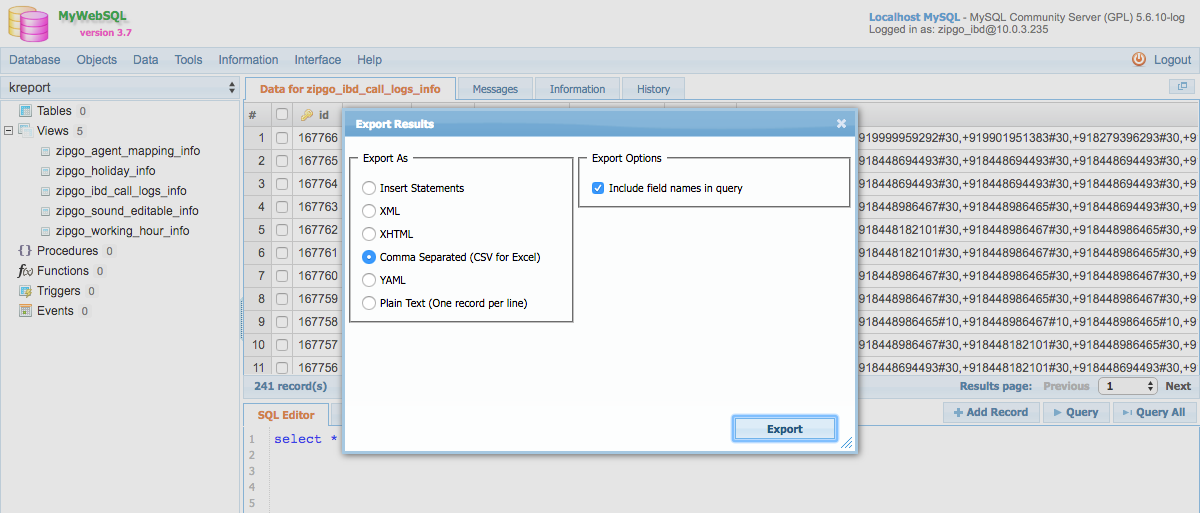 MyWebSQL
version 3.7
Localhost MySQL - MySQL Community Server (GPL) 5.6.10-log
Logged in as: zipgo_ibd@10.0.3.235
Database Objects Data Tools Information Interface Help Logout
kreport
Tables 0
Views 5
zipgo_agent_mapping_info
zipgo_holiday_info
zipgo_ibd_call_logs_info
zipgo_sound_editable_info
zipgo_working_hour_info
{} Procedures 0
f(x) Functions 0
Triggers 0
Events 0
Data for zipgo_ibd_call_logs_info Messages Information History
# id
1 167766 919999959292#30,+919901951383#30,+918279396293#30,+9
2 167765 918448694493#30,+918448986467#30,+918448694493#30,+9
3 167764 918448694493#30,+918448986467#30,+918448694493#30,+9
4 167763 918448986467#30,+918448986465#30,+918448694493#30,+9
5 167762 918448182101#30,+918448986467#30,+918448986465#30,+9
6 167761 918448182101#30,+918448986467#30,+918448986465#30,+9
7 167760 918448986465#30,+918448986467#30,+918448986465#30,+9
8 167759 918448986465#30,+918448986467#30,+918448986465#30,+9
9 167758 918448986465#10,+918448986467#10,+918448986465#10,+9
10 167757 918448986467#30,+918448182101#30,+918448986465#30,+9
11 167756 918448694493#30,+918448182101#30,+918448694493#30,+9
Export Results
Export As
Insert Statements
XML
XHTML
Comma Separated (CSV for Excel)
YAML
Plain Text (One record per line)
Export Options
Include field names in query
Export
241 record(s) Results page: Previous 1 Next
SQL Editor Add Record Query Query All
1 select *
2
3
4
5